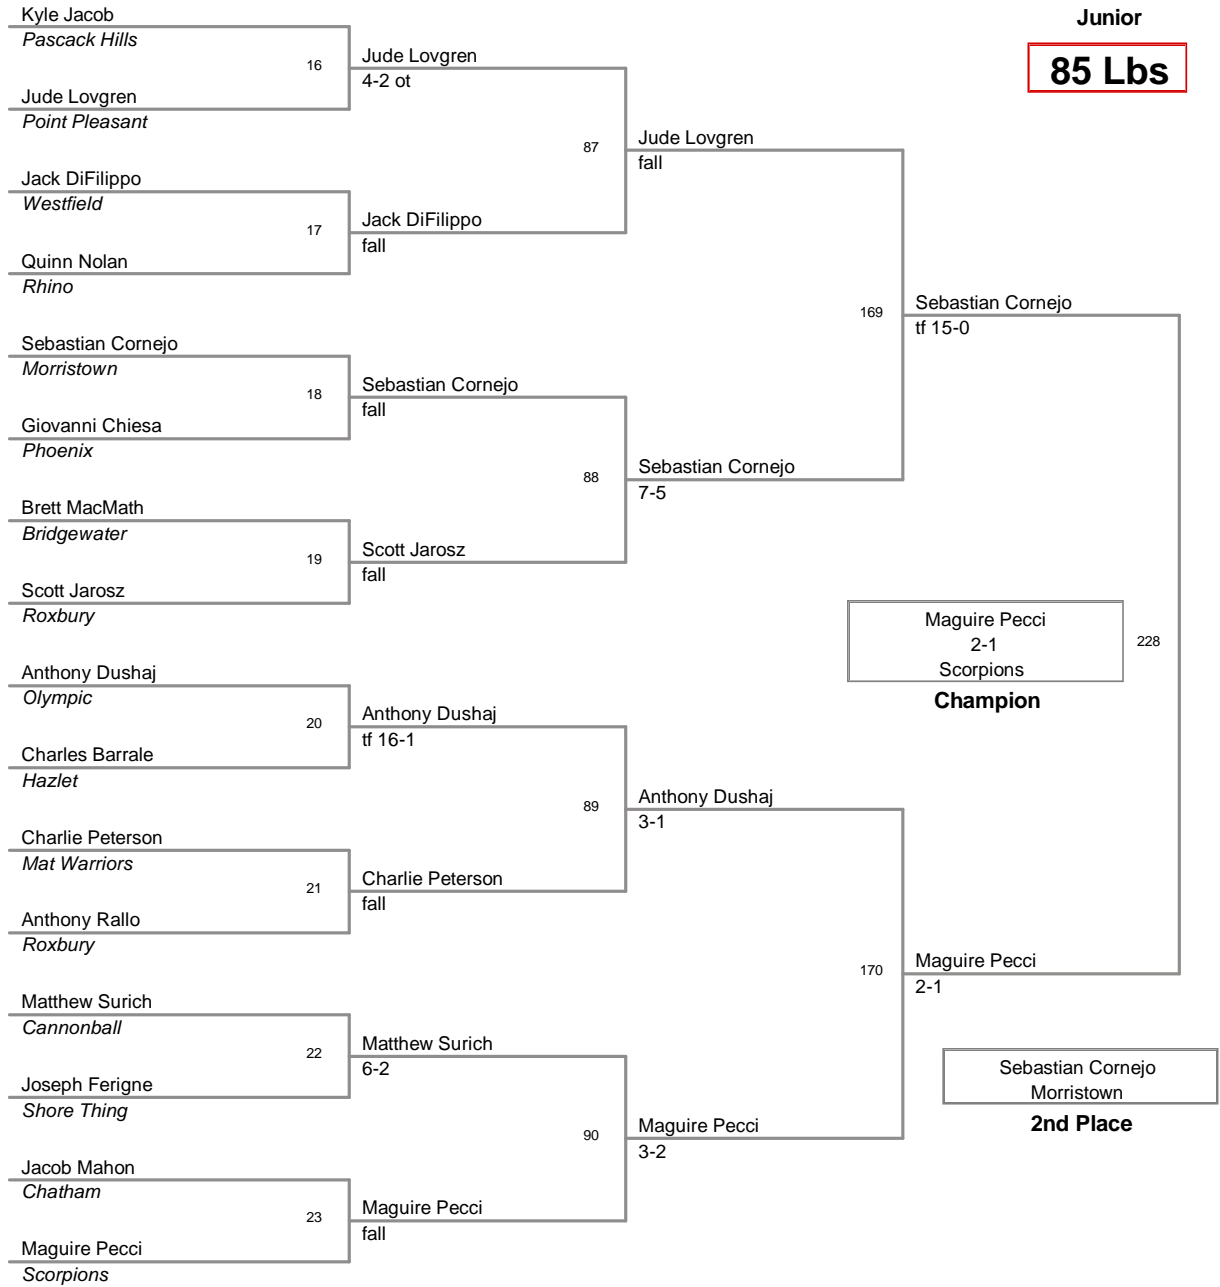 Junior
85 Lbs
Kyle Jacob
Pascack Hills
16
Jude Lovgren
4-2 ot
Jude Lovgren
Point Pleasant
87
Jude Lovgren
fall
Jack DiFilippo
Westfield
17
Jack DiFilippo
fall
Quinn Nolan
Rhino
169
Sebastian Cornejo
tf 15-0
Sebastian Cornejo
Morristown
18
Sebastian Cornejo
fall
Giovanni Chiesa
Phoenix
88
Sebastian Cornejo
7-5
Brett MacMath
Bridgewater
19
Scott Jarosz
fall
Scott Jarosz
Roxbury
Maguire Pecci
2-1
Scorpions
228
Champion
Anthony Dushaj
Olympic
20
Anthony Dushaj
tf 16-1
Charles Barrale
Hazlet
89
Anthony Dushaj
3-1
Charlie Peterson
Mat Warriors
21
Charlie Peterson
fall
Anthony Rallo
Roxbury
170
Maguire Pecci
2-1
Matthew Surich
Cannonball
22
Matthew Surich
6-2
Joseph Ferigne
Shore Thing
Sebastian Cornejo
Morristown
2nd Place
90
Maguire Pecci
3-2
Jacob Mahon
Chatham
23
Maguire Pecci
fall
Maguire Pecci
Scorpions